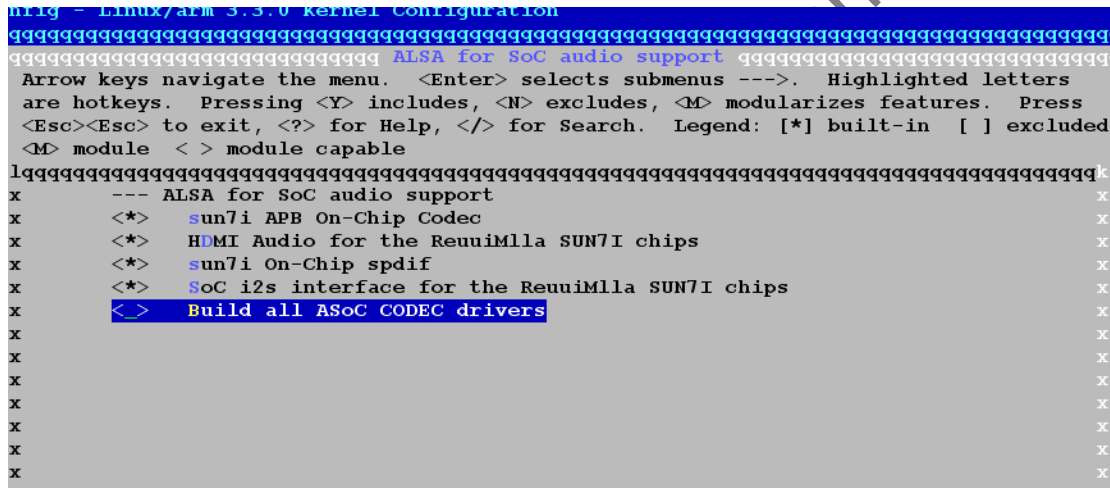 nfig - Linux/arm 3.3.0 Kernel Configuration
qqqqqqqqqqqqqqqqqqqqqqqqqqqqqqqqqqqqqqqqqqqqqqqqqqqqqqqqqqqqqqqqqqqqqqqqqqqqqqqqqqqqqqq
qqqqqqqqqqqqqqqqqqqqqqqqqqqqq ALSA for SoC audio support qqqqqqqqqqqqqqqqqqqqqqqqqqqqq
Arrow keys navigate the menu. <Enter> selects submenus --->. Highlighted letters
are hotkeys. Pressing <Y> includes, <N> excludes, <M> modularizes features. Press
<Esc><Esc> to exit, <?> for Help, </> for Search. Legend: [*] built-in [ ] excluded
<M> module < > module capable
lqqqqqqqqqqqqqqqqqqqqqqqqqqqqqqqqqqqqqqqqqqqqqqqqqqqqqqqqqqqqqqqqqqqqqqqqqqqqqqqqqqqqk
x --- ALSA for SoC audio support x
x <*> sun7i APB On-Chip Codec x
x <*> HDMI Audio for the ReuuiMlla SUN7I chips x
x <*> sun7i On-Chip spdif x
x <*> SoC i2s interface for the ReuuiMlla SUN7I chips x
x <_> Build all ASoC CODEC drivers x
x x
x x
x x
x x
x x
x x
x x